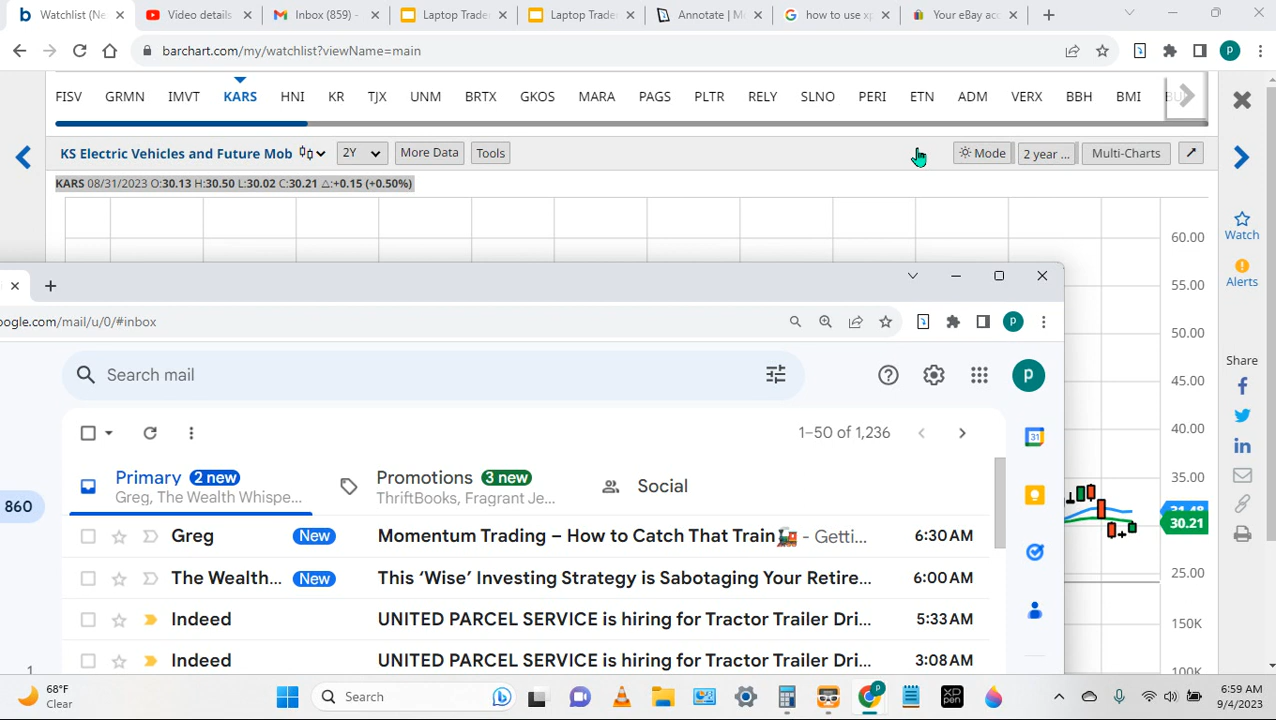 Watchlist (Ne
Video details
Inbox (859) -
Laptop Trade
Laptop Trade
Annotate | M
how to use xp
Your eBay acc
barchart.com/my/watchlist?viewName=main
FISV GRMN IMVT KARS HNI KR TJX UNM BRTX GKOS MARA PAGS PLTR RELY SLNO PERI ETN ADM VERX BBH BMI
KS Electric Vehicles and Future Mob 2Y More Data Tools Mode 2 year ... Multi-Charts
KARS 08/31/2023 O:30.13 H:30.50 L:30.02 C:30.21 △:+0.15 (+0.50%)
60.00
55.00
50.00
45.00
40.00
35.00
30.21
25.00
150K
100K
Watch
Alerts
Share
oogle.com/mail/u/0/#inbox
P
Search mail
p
1–50 of 1,236
31
860
Primary 2 new
Greg, The Wealth Whispe...
Promotions 3 new
ThriftBooks, Fragrant Je...
Social
Greg New Momentum Trading – How to Catch That Train🚂 - Getti... 6:30 AM
The Wealth... New This ‘Wise’ Investing Strategy is Sabotaging Your Retire... 6:00 AM
Indeed UNITED PARCEL SERVICE is hiring for Tractor Trailer Dri... 5:33 AM
Indeed UNITED PARCEL SERVICE is hiring for Tractor Trailer Dri... 3:08 AM
1
68°F
Clear
Search
XP
PEN
6:59 AM
9/4/2023